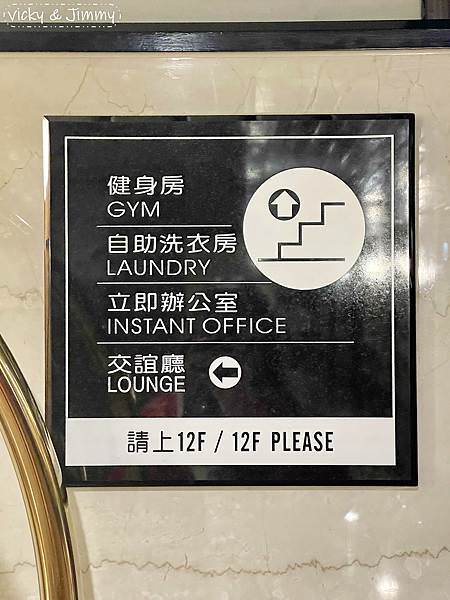 Vicky & Jimmy
健身房
GYM
自助洗衣房
LAUNDRY
立即辦公室
INSTANT OFFICE
交誼廳
LOUNGE
請上12F / 12F PLEASE